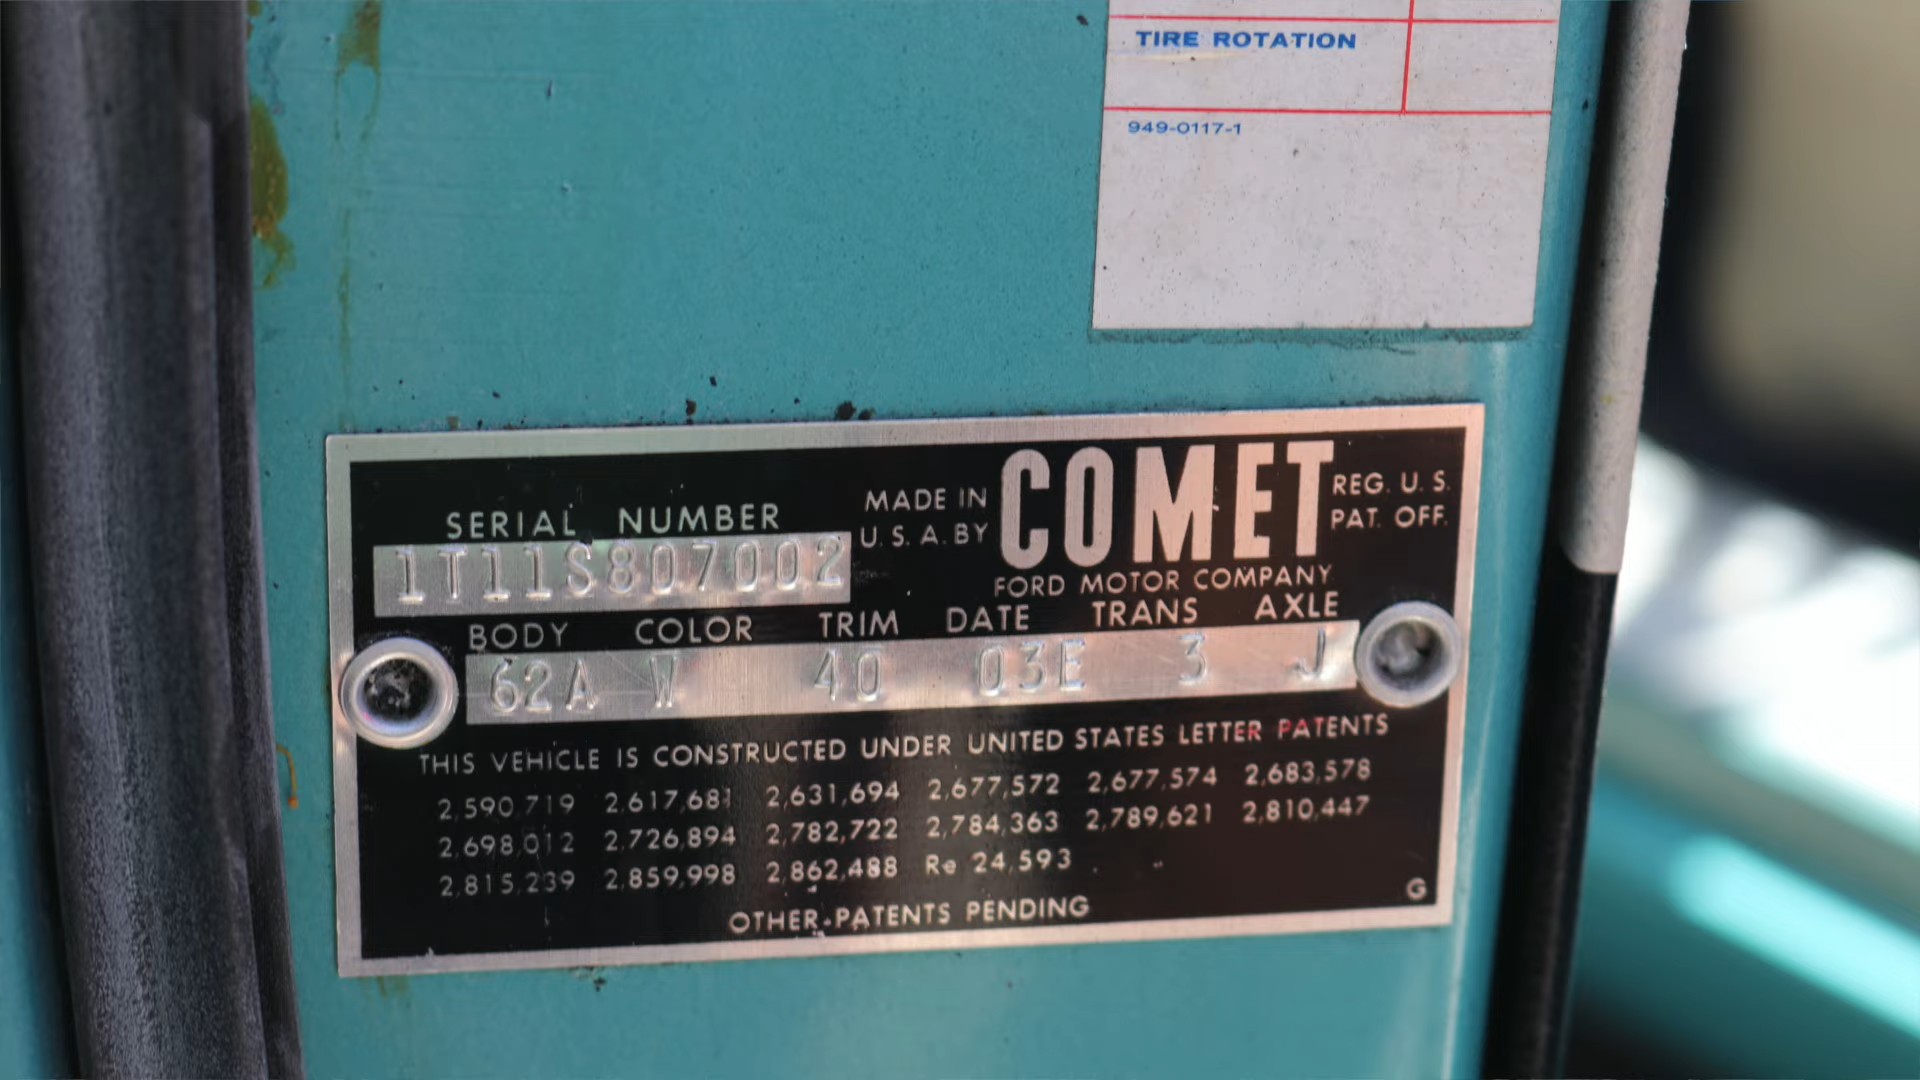 TIRE ROTATION
949-0117-1
SERIAL NUMBER
1T11S807002
MADE IN
U. S. A. BY
COMET
REG. U. S.
PAT. OFF.
FORD MOTOR COMPANY
BODY COLOR TRIM DATE TRANS AXLE
62A W 40 03E 3 J
THIS VEHICLE IS CONSTRUCTED UNDER UNITED STATES LETTER PATENTS
2,590,719 2,617,681 2,631,694 2,677,572 2,677,574 2,683,578
2,698,012 2,726,894 2,782,722 2,784,363 2,789,621 2,810,447
2,815,239 2,859,998 2,862,488 Re 24,593
G
OTHER PATENTS PENDING